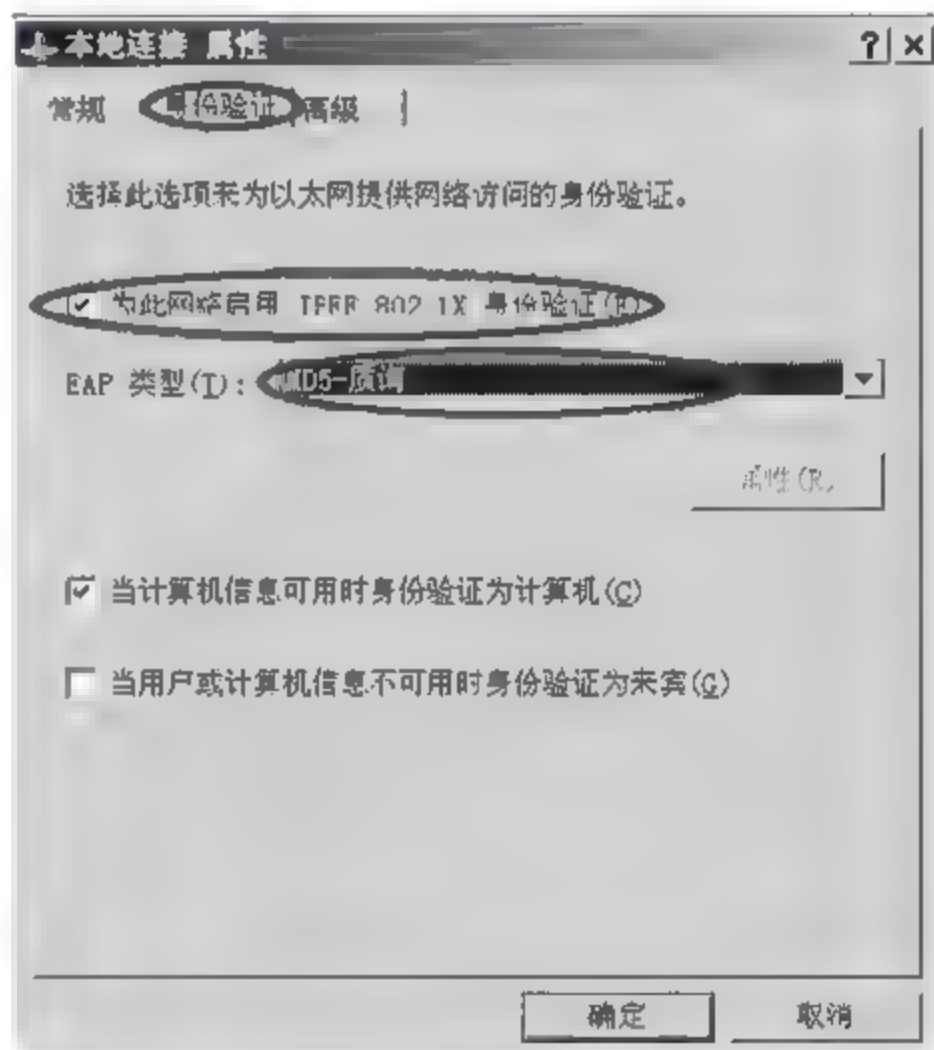 本地连接 属性
常规 身份验证 高级
选择此选项来为以太网提供网络访问的身份验证。
为此网络启用 IEEE 802.1X 身份验证(E)
EAP 类型(T): MD5-质询
属性(R)
当计算机信息可用时身份验证为计算机(C)
当用户或计算机信息不可用时身份验证为来宾(G)
确定 取消